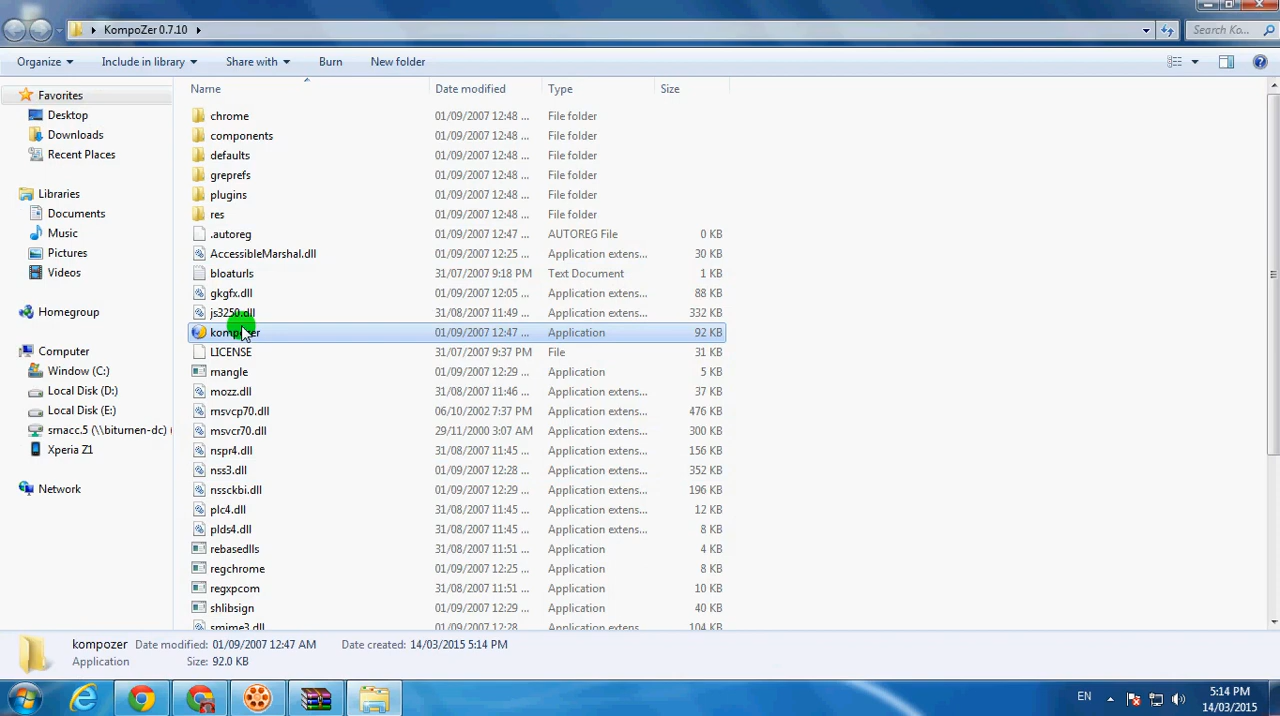 KompoZer 0.7.10
Search Ko...
Organize Include in library Share with Burn New folder
Name Date modified Type Size
Favorites
Desktop
Downloads
Recent Places
Libraries
Documents
Music
Pictures
Videos
Homegroup
Computer
Window (C:)
Local Disk (D:)
Local Disk (E:)
smacc.5 (\\bitumen-dc) (
Xperia Z1
Network
chrome 01/09/2007 12:48 ... File folder
components 01/09/2007 12:48 ... File folder
defaults 01/09/2007 12:48 ... File folder
greprefs 01/09/2007 12:48 ... File folder
plugins 01/09/2007 12:48 ... File folder
res 01/09/2007 12:48 ... File folder
.autoreg 01/09/2007 12:47 ... AUTOREG File 0 KB
AccessibleMarshal.dll 01/09/2007 12:25 ... Application extens... 30 KB
bloaturls 31/07/2007 9:18 PM Text Document 1 KB
gkgfx.dll 01/09/2007 12:05 ... Application extens... 88 KB
js3250.dll 31/08/2007 11:49 ... Application extens... 332 KB
kompozer 01/09/2007 12:47 ... Application 92 KB
LICENSE 31/07/2007 9:37 PM File 31 KB
mangle 01/09/2007 12:29 ... Application 5 KB
mozz.dll 31/08/2007 11:46 ... Application extens... 37 KB
msvcp70.dll 06/10/2002 7:37 PM Application extens... 476 KB
msvcr70.dll 29/11/2000 3:07 AM Application extens... 300 KB
nspr4.dll 31/08/2007 11:45 ... Application extens... 156 KB
nss3.dll 01/09/2007 12:28 ... Application extens... 352 KB
nssckbi.dll 01/09/2007 12:29 ... Application extens... 196 KB
plc4.dll 31/08/2007 11:45 ... Application extens... 12 KB
plds4.dll 31/08/2007 11:45 ... Application extens... 8 KB
rebasedlls 31/08/2007 11:51 ... Application 4 KB
regchrome 01/09/2007 12:25 ... Application 8 KB
regxpcom 31/08/2007 11:51 ... Application 10 KB
shlibsign 01/09/2007 12:29 ... Application 40 KB
smime3.dll 01/09/2007 12:28 ... Application extens... 104 KB
kompozer Date modified: 01/09/2007 12:47 AM Date created: 14/03/2015 5:14 PM
Application Size: 92.0 KB
EN
5:14 PM
14/03/2015